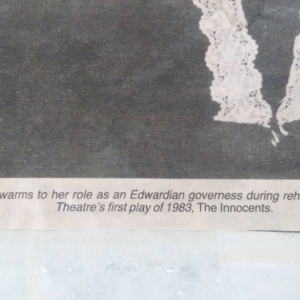 warms to her role as an Edwardian governess during reh
Theatre's first play of 1983, The Innocents.